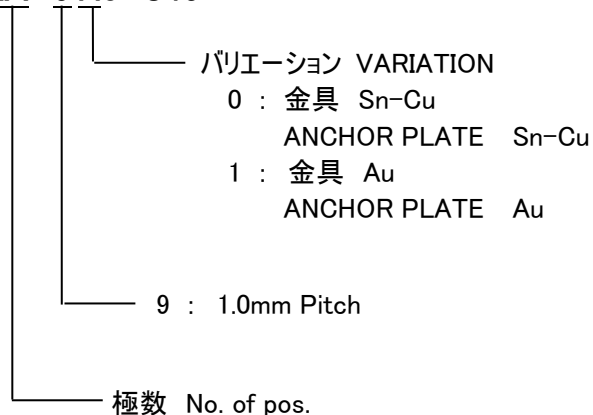 バリエーション VARIATION
0 : 金具 Sn-Cu
ANCHOR PLATE Sn-Cu
1 : 金具 Au
ANCHOR PLATE Au
9 : 1.0mm Pitch
極数 No. of pos.